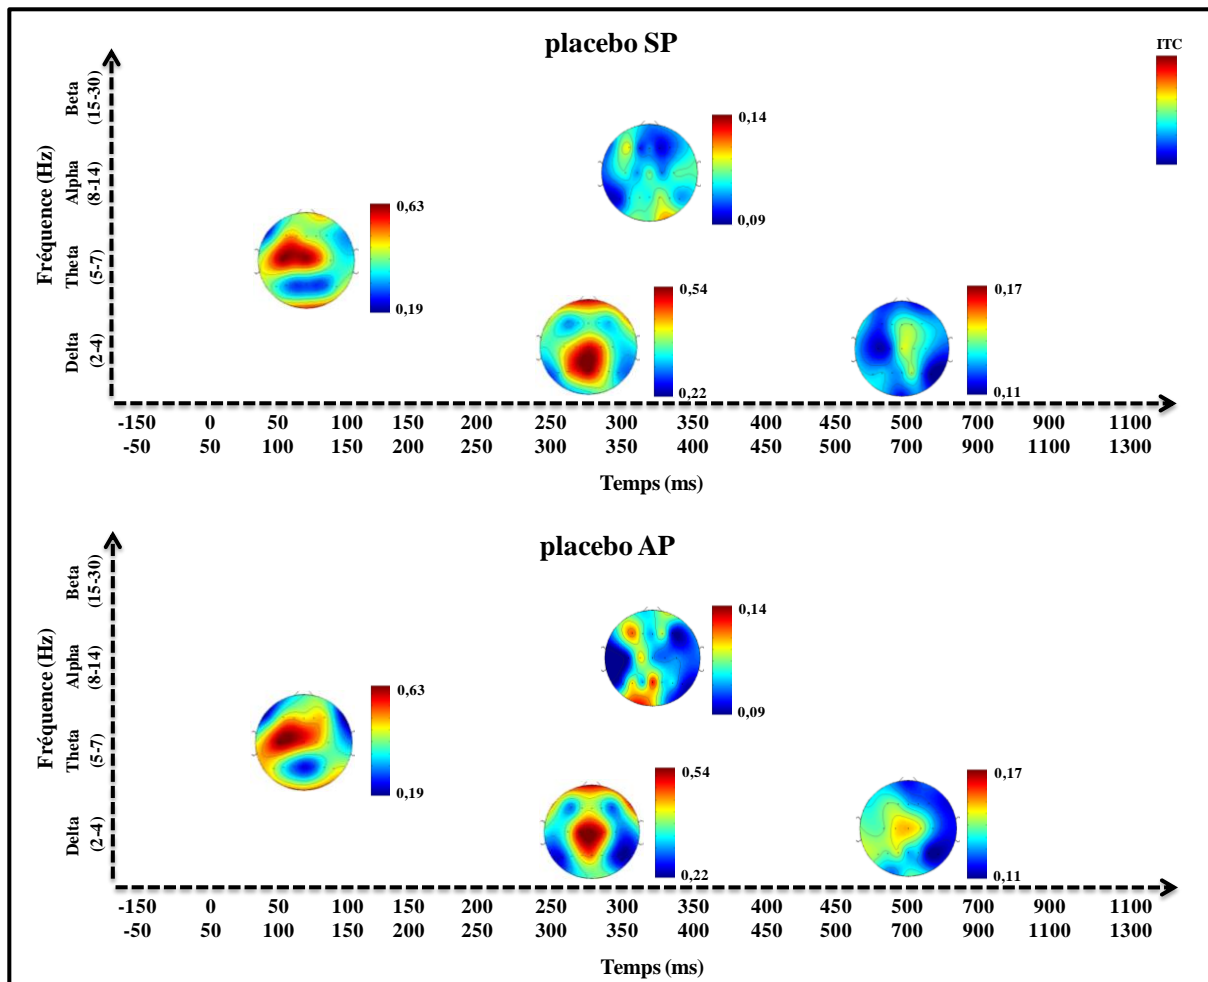 placebo SP
ITC
Fréquence (Hz)
Beta
(15-30)
Alpha
(8-14)
Theta
(5-7)
Delta
(2-4)
0,14
0,09
0,63
0,19
0,54
0,22
0,17
0,11
-150 0 50 100 150 200 250 300 350 400 450 500 700 900 1100
-50 50 100 150 200 250 300 350 400 450 500 700 900 1100 1300
Temps (ms)
placebo AP
Fréquence (Hz)
Beta
(15-30)
Alpha
(8-14)
Theta
(5-7)
Delta
(2-4)
0,14
0,09
0,63
0,19
0,54
0,22
0,17
0,11
-150 0 50 100 150 200 250 300 350 400 450 500 700 900 1100
-50 50 100 150 200 250 300 350 400 450 500 700 900 1100 1300
Temps (ms)